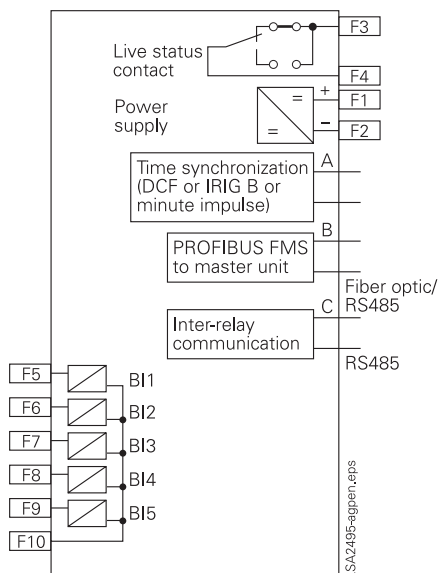 Live status
contact
F3
F4
Power
supply
=
=
+
–
F1
F2
Time synchronization
(DCF or IRIG B or
minute impulse)
A
PROFIBUS FMS
to master unit
B
Fiber optic/
RS485
Inter-relay
communication
C
RS485
F5
BI1
F6
BI2
F7
BI3
F8
BI4
F9
BI5
F10
LSA2495-agpen.eps